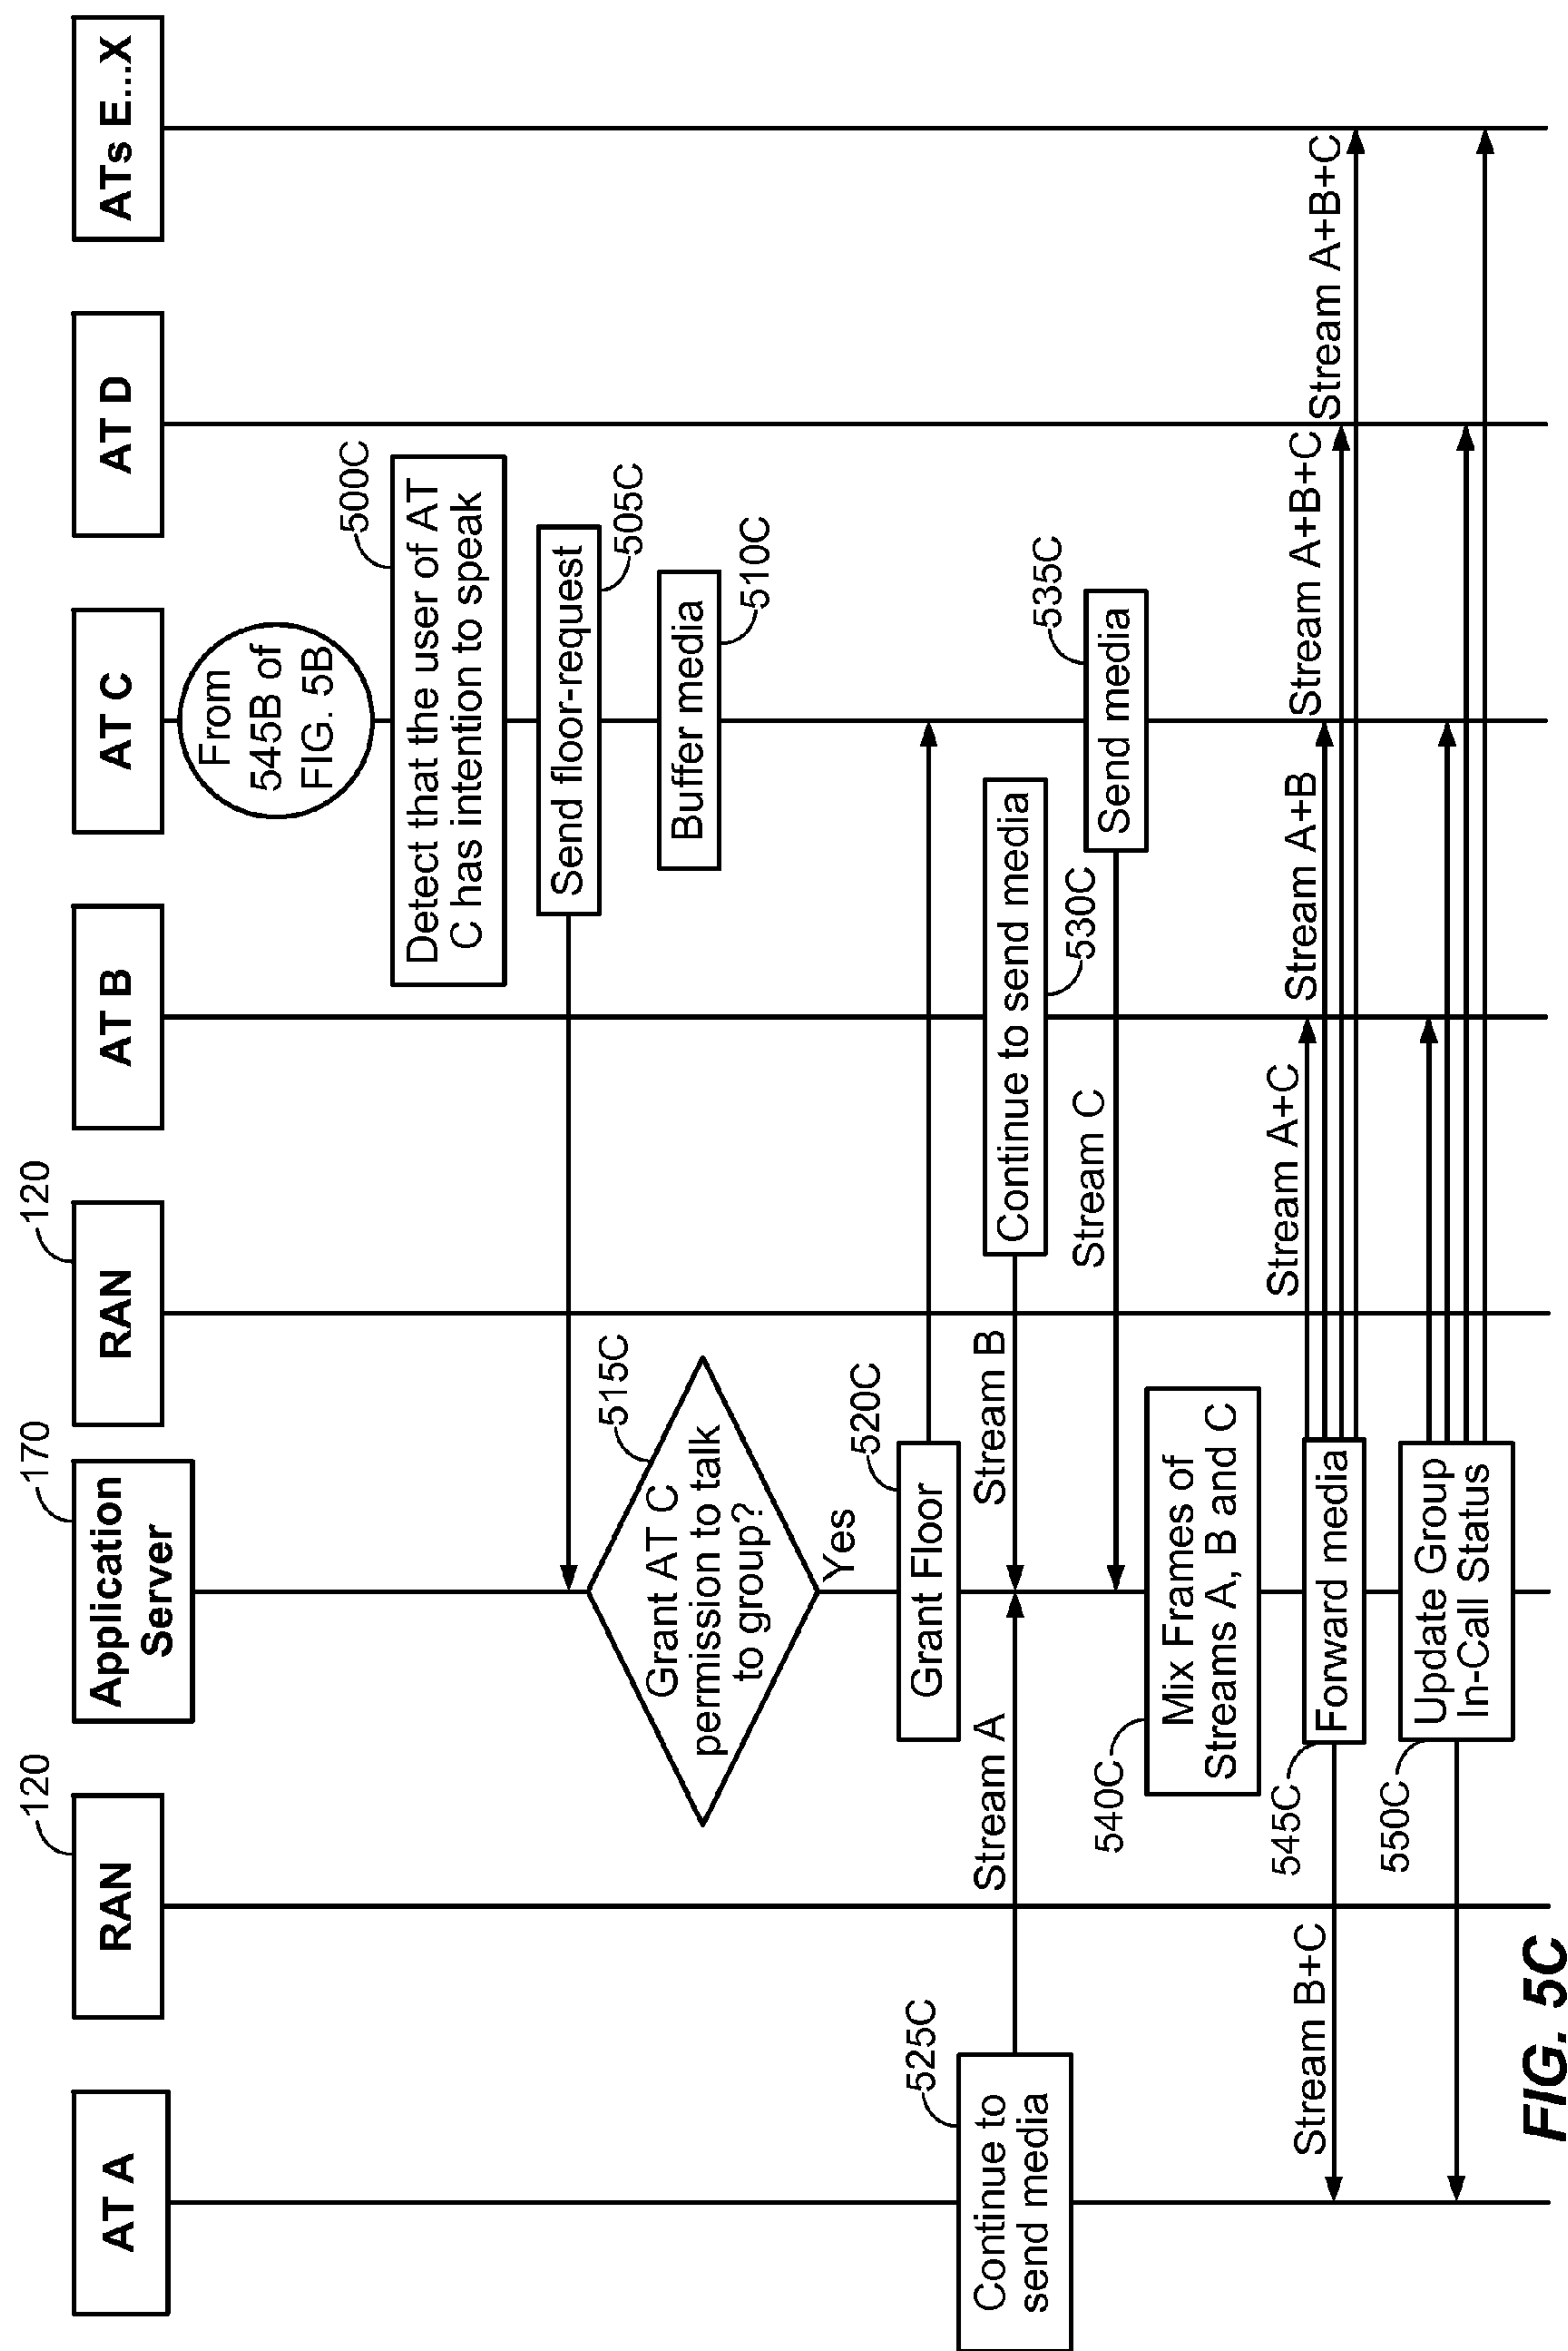 120
170
120
AT A
RAN
Application
Server
RAN
AT B
AT C
AT D
ATs E...X
From
545B of
FIG. 5B
500C
Detect that the user of AT
C has intention to speak
Send floor-request
505C
Buffer media
510C
515C
Grant AT C
permission to talk
to group?
Yes
520C
Grant Floor
525C
Continue to
send media
Stream A
Stream B
Continue to send media
530C
535C
Send media
Stream C
540C
Mix Frames of
Streams A, B and C
545C
Forward media
Stream B+C
Stream A+C
Stream A+B
Stream A+B+C
Stream A+B+C
550C
Update Group
In-Call Status
FIG. 5C